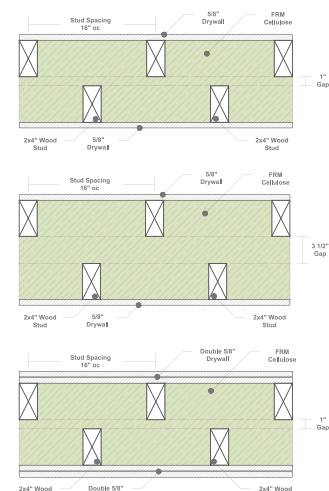 Stud Spacing
16" oc
5/8"
Drywall
FRM
Cellulose
1"
Gap
2x4" Wood
Stud
5/8"
Drywall
2x4" Wood
Stud
Stud Spacing
16" oc
5/8"
Drywall
FRM
Cellulose
3 1/2"
Gap
2x4" Wood
Stud
5/8"
Drywall
2x4" Wood
Stud
Stud Spacing
16" oc
Double 5/8"
Drywall
FRM
Cellulose
1"
Gap
2x4" Wood
Double 5/8"
2x4" Wood